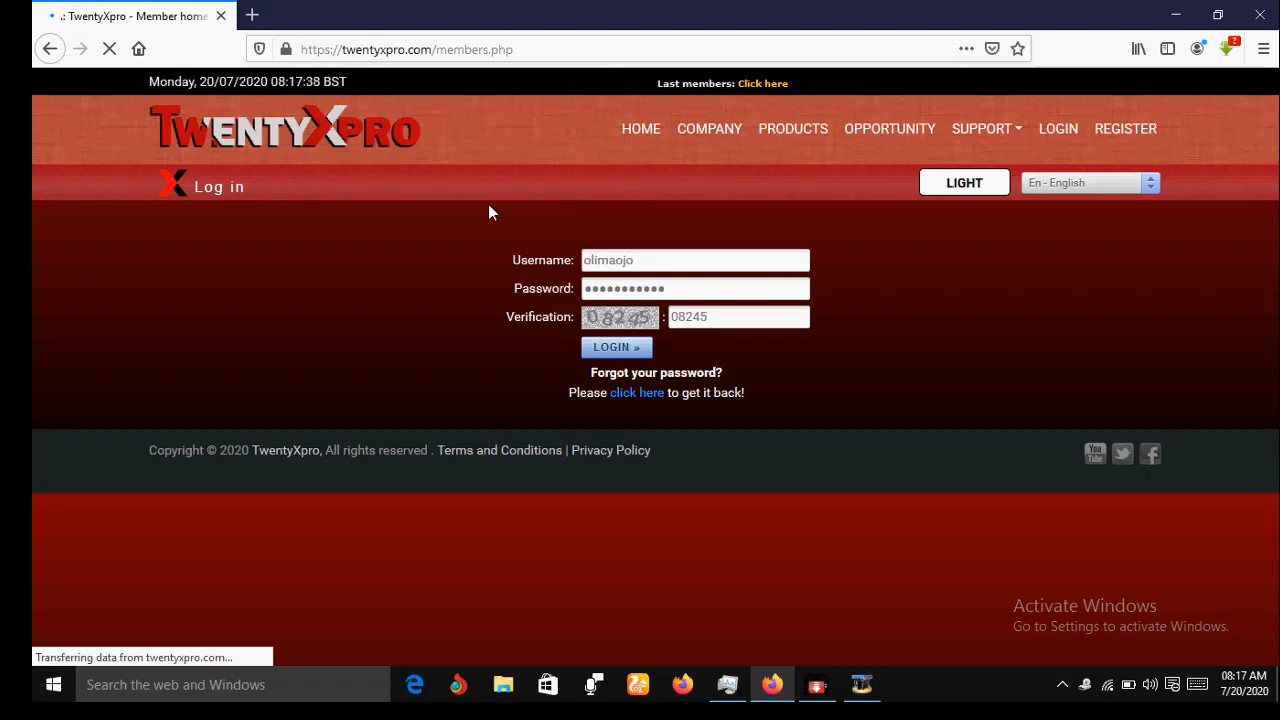 .: TwentyXpro - Member home
https://twentyxpro.com/members.php
Monday, 20/07/2020 08:17:38 BST
Last members: Click here
TWENTYXPRO
HOME COMPANY PRODUCTS OPPORTUNITY SUPPORT LOGIN REGISTER
X Log in
LIGHT
En - English
Username: olimaojo
Password: •••••••••••
Verification: 08245 : 08245
LOGIN »
Forgot your password?
Please click here to get it back!
Copyright © 2020 TwentyXpro, All rights reserved . Terms and Conditions | Privacy Policy
You Tube
Activate Windows
Go to Settings to activate Windows.
Transferring data from twentyxpro.com...
Search the web and Windows
08:17 AM
7/20/2020